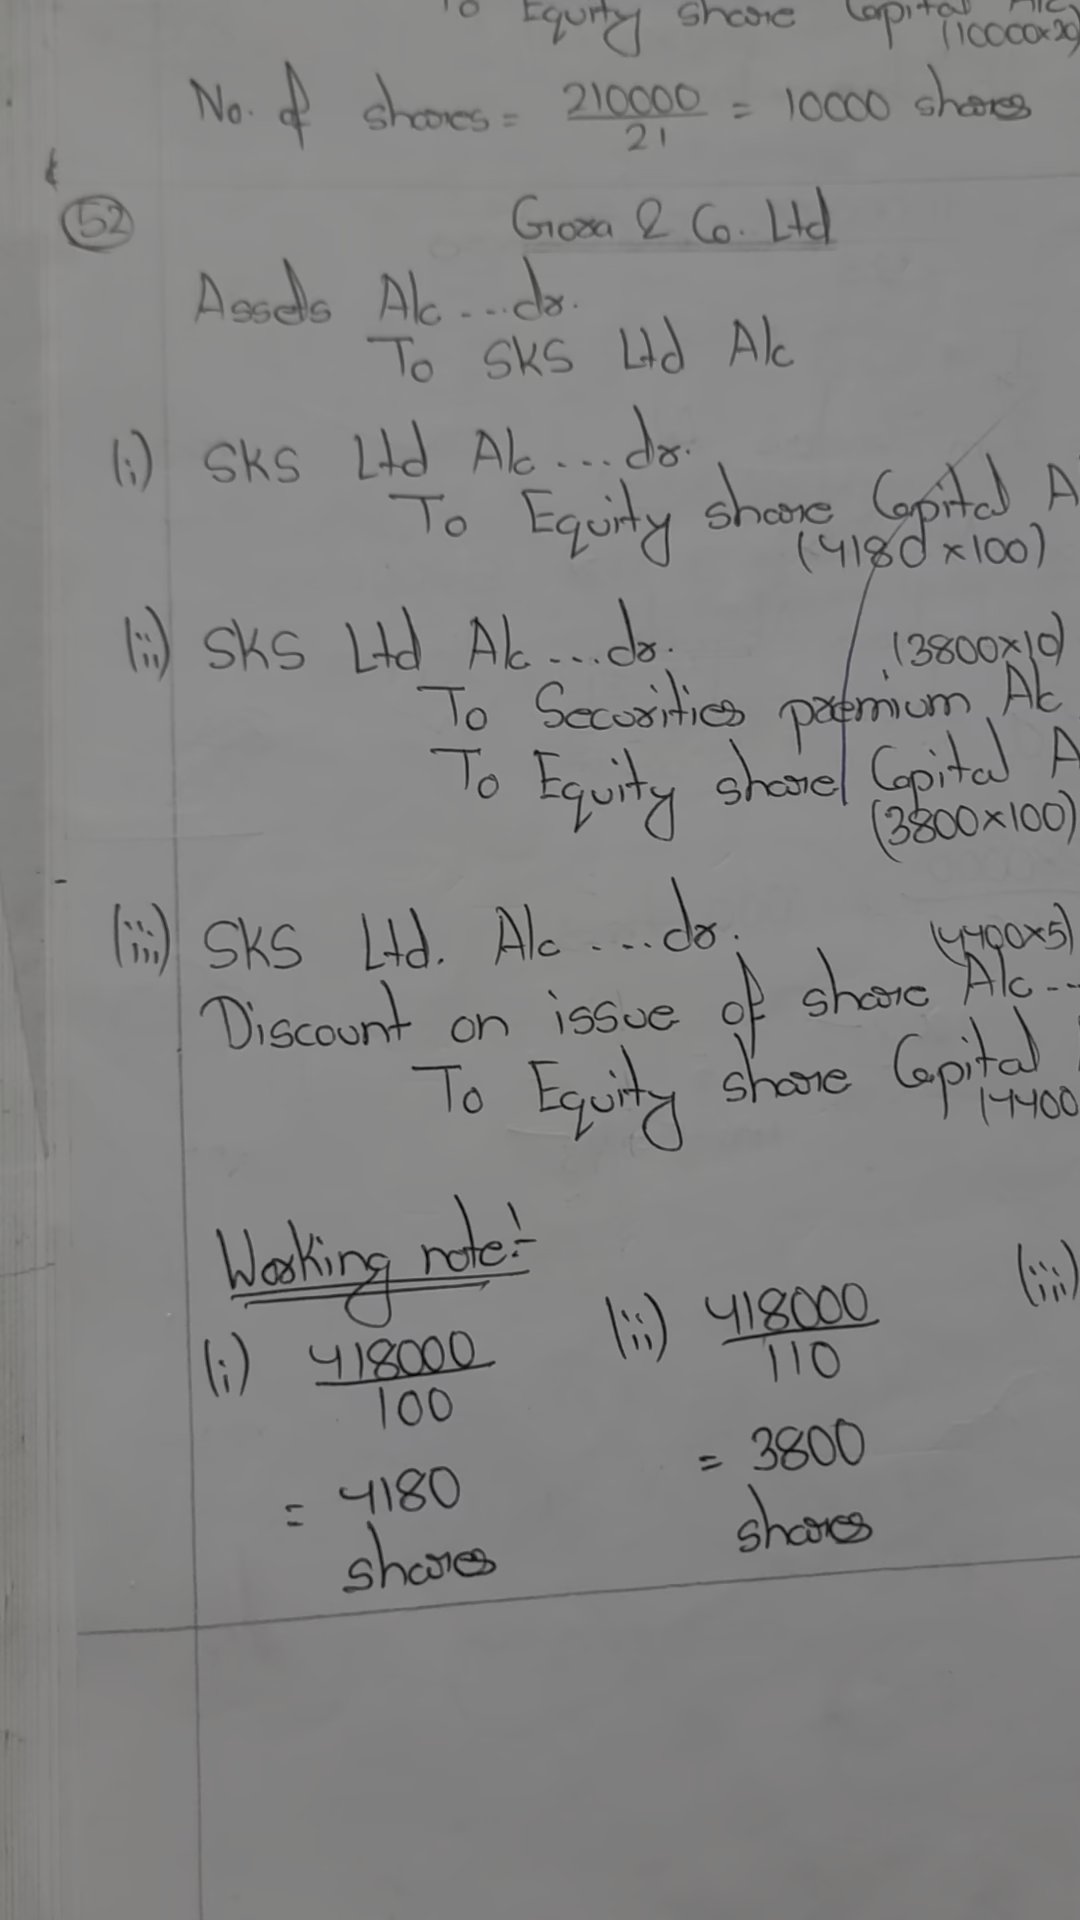 To Equity share Capital A/c
(10000×20)
No. of shares = 210000/21 = 10000 shares
52 Gora & Co. Ltd
Assets A/c ...dr.
To SKS Ltd A/c
(i) SKS Ltd A/c ...dr.
To Equity share Capital A
(4180×100)
(ii) SKS Ltd A/c ...dr. (3800×10)
To Securities premium A/c
To Equity share Capital A
(3800×100)
(iii) SKS Ltd. A/c ...dr. (4400×5)
Discount on issue of share A/c ...
To Equity share Capital
(4400
Working note:-
(i) 418000/100 (ii) 418000/110 (iii)
= 4180 = 3800
shares shares